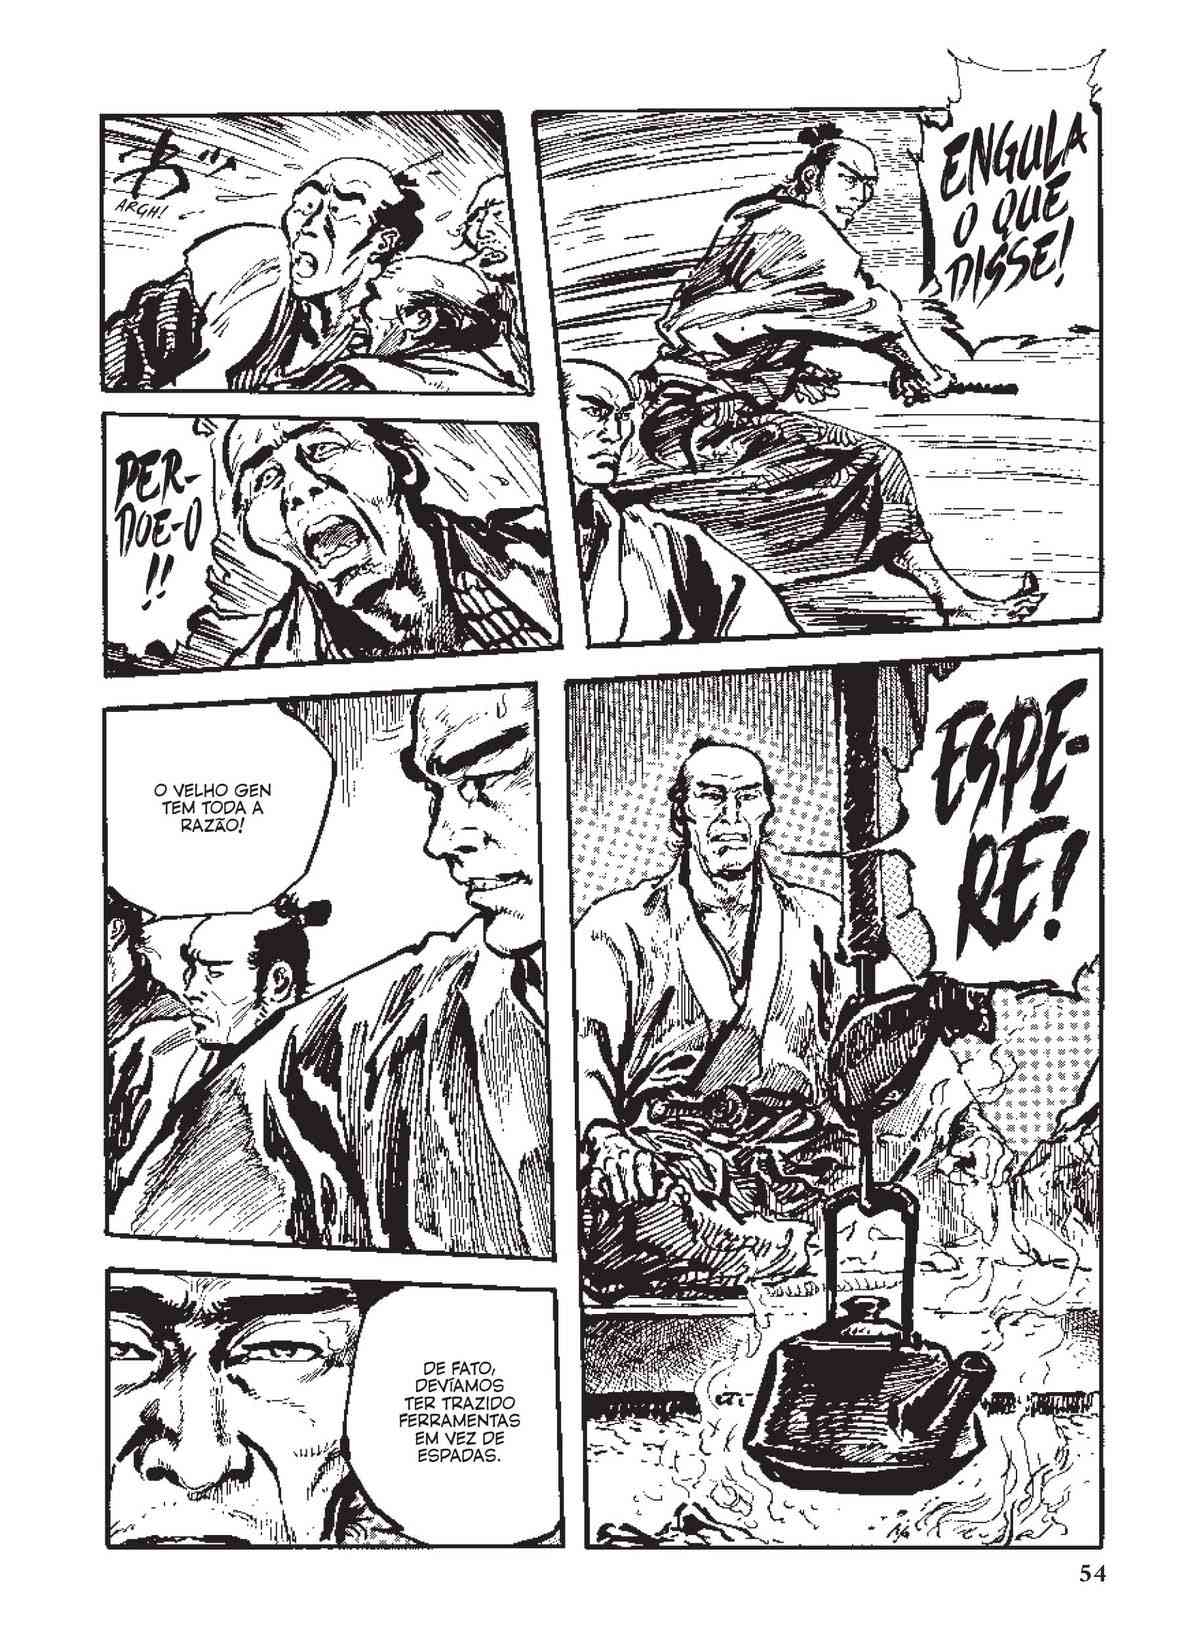 ENGULA
O QUE
DISSE!
あ"
ARGH!
PER-
DOE-O
!!
ESPE-
RE!
O VELHO GEN
TEM TODA A
RAZÃO!
DE FATO,
DEVÍAMOS
TER TRAZIDO
FERRAMENTAS
EM VEZ DE
ESPADAS.
54